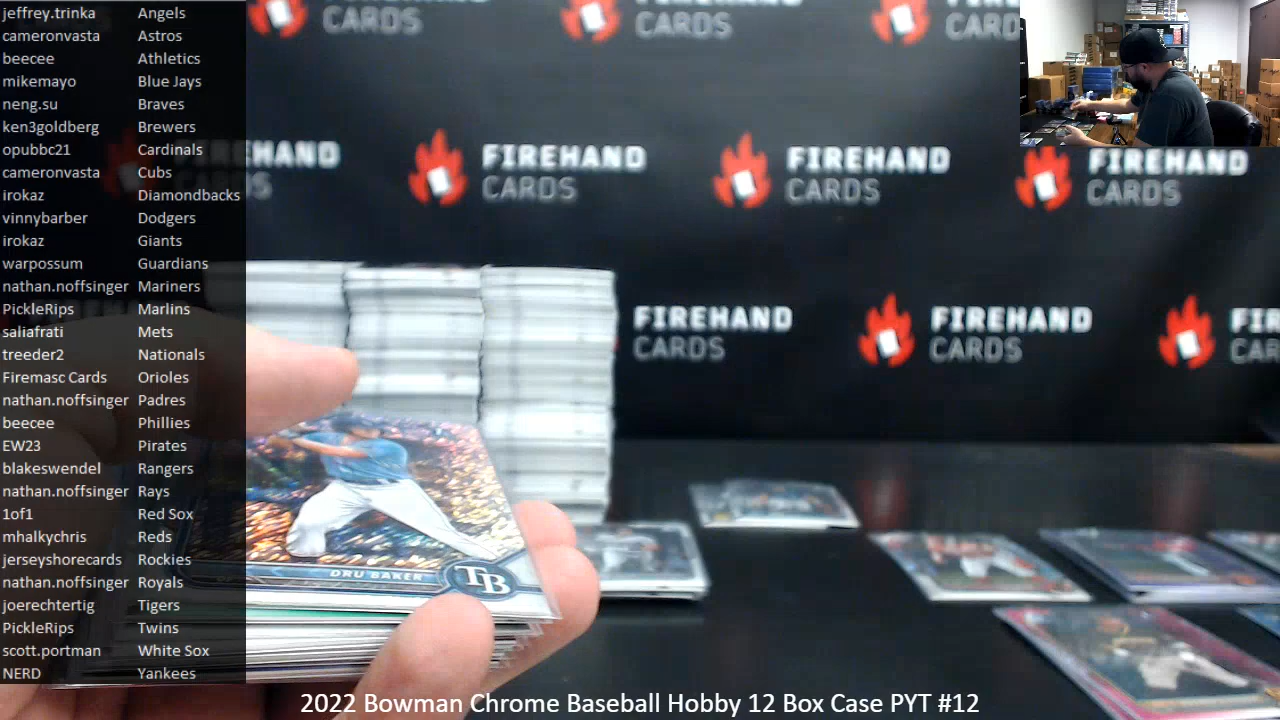 jeffrey.trinka Angels
cameronvasta Astros
beecee Athletics
mikemayo Blue Jays
neng.su Braves
ken3goldberg Brewers
opubbc21 Cardinals
cameronvasta Cubs
irokaz Diamondbacks
vinnybarber Dodgers
irokaz Giants
warpossum Guardians
nathan.noffsinger Mariners
PickleRips Marlins
saliafrati Mets
treeder2 Nationals
Firemasc Cards Orioles
nathan.noffsinger Padres
beecee Phillies
EW23 Pirates
blakeswendel Rangers
nathan.noffsinger Rays
1of1 Red Sox
mhalkychris Reds
jerseyshorecards Rockies
nathan.noffsinger Royals
joerechtertig Tigers
PickleRips Twins
scott.portman White Sox
NERD Yankees
FIREHAND
CARDS
CARDS
CARDS
FIREHAND
CARDS
FIREHAND
CARDS
FIREHAND
CARDS
FIREHAND
CARDS
FIREHAND
CARDS
DRU BAKER
TB
2022 Bowman Chrome Baseball Hobby 12 Box Case PYT #12